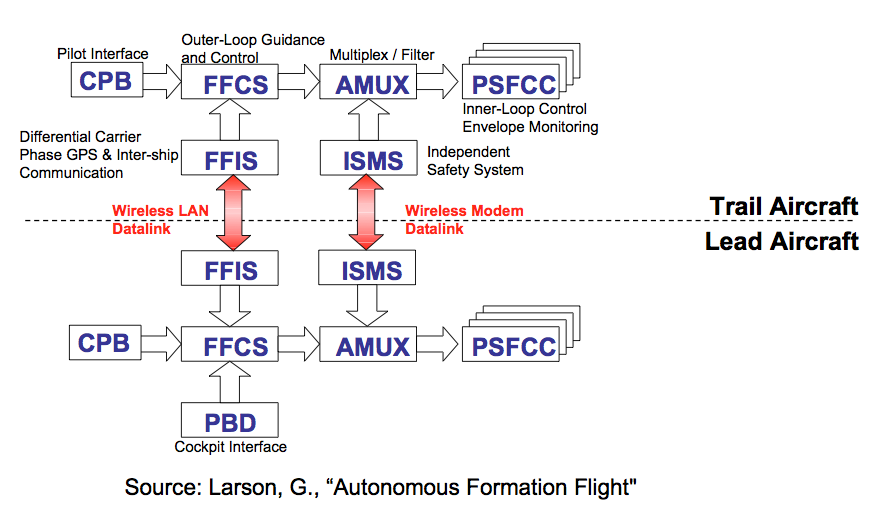 Outer-Loop Guidance
and Control
Pilot Interface
Multiplex / Filter
CPB
FFCS
AMUX
PSFCC
Inner-Loop Control
Envelope Monitoring
Differential Carrier
Phase GPS & Inter-ship
Communication
FFIS
ISMS
Independent
Safety System
Wireless LAN
Datalink
Wireless Modem
Datalink
Trail Aircraft
Lead Aircraft
FFIS
ISMS
CPB
FFCS
AMUX
PSFCC
PBD
Cockpit Interface
Source: Larson, G., “Autonomous Formation Flight"